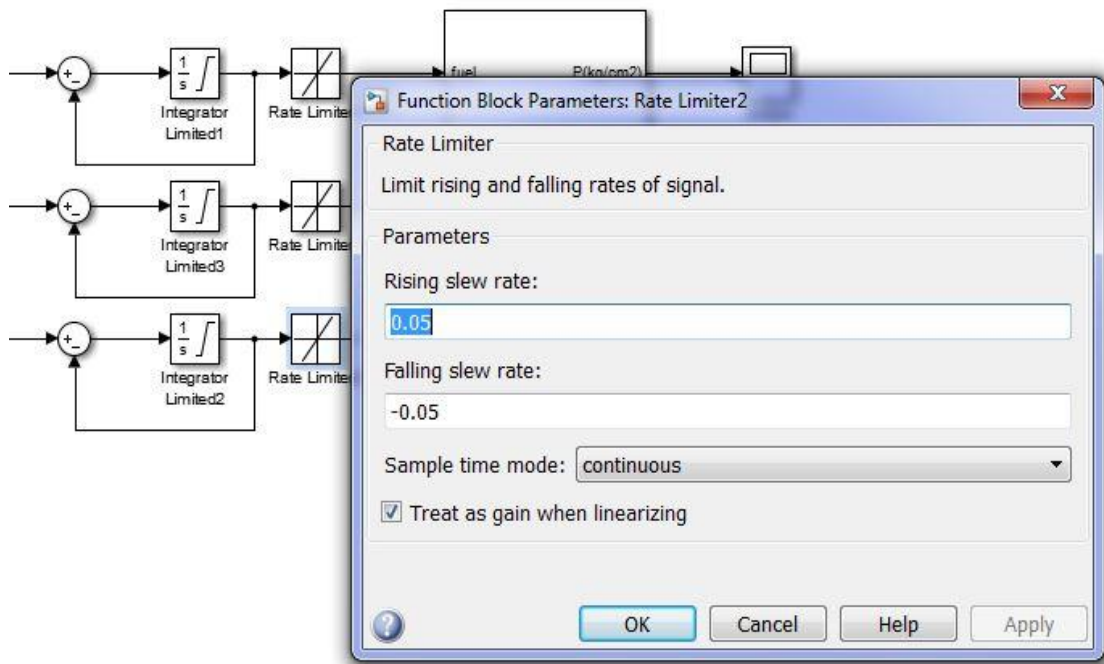 +
-
1
s
Integrator
Limited1
Rate Limiter
fuel
P(kg/cm2)
+
-
1
s
Integrator
Limited3
Rate Limite
+
-
1
s
Integrator
Limited2
Rate Limite
Function Block Parameters: Rate Limiter2
X
Rate Limiter
Limit rising and falling rates of signal.
Parameters
Rising slew rate:
0.05
Falling slew rate:
-0.05
Sample time mode: continuous
Treat as gain when linearizing
?
OK
Cancel
Help
Apply